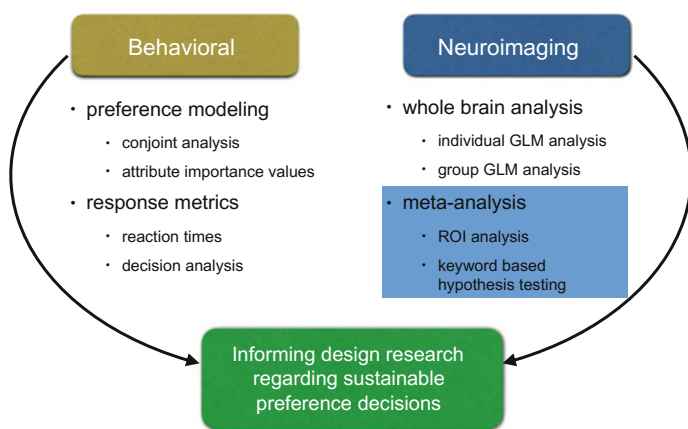 Behavioral
• preference modeling
• conjoint analysis
• attribute importance values
• response metrics
• reaction times
• decision analysis
Neuroimaging
• whole brain analysis
• individual GLM analysis
• group GLM analysis
• meta-analysis
• ROI analysis
• keyword based
hypothesis testing
Informing design research
regarding sustainable
preference decisions